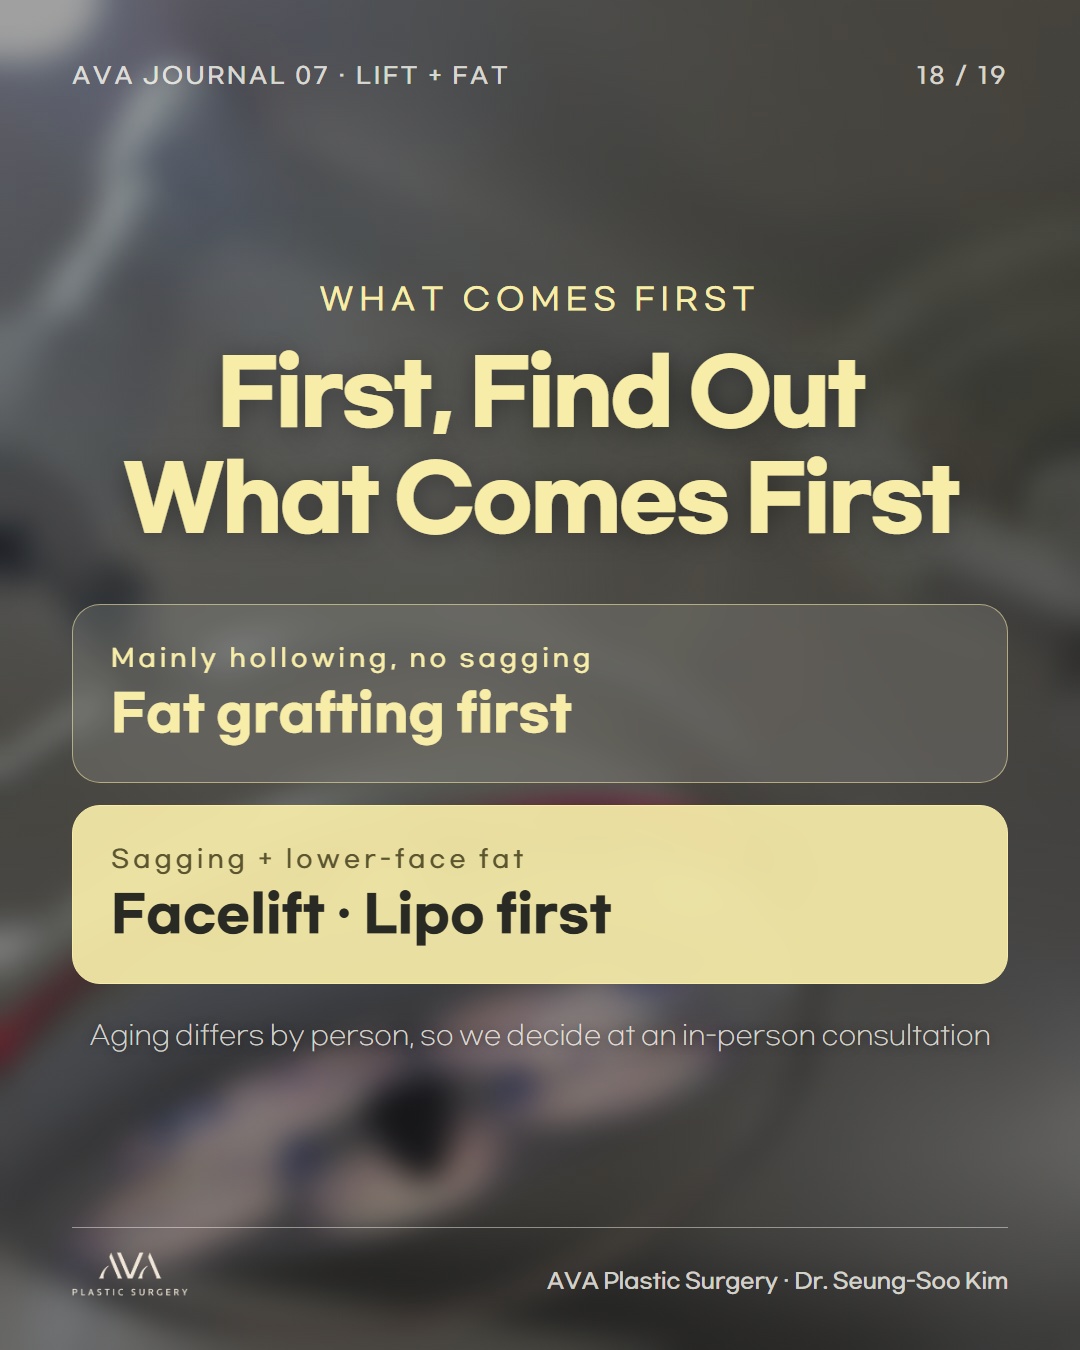 AVA JOURNAL 07 · LIFT + FAT
18 / 19
WHAT COMES FIRST
First, Find Out
What Comes First
Mainly hollowing, no sagging
Fat grafting first
Sagging + lower-face fat
Facelift · Lipo first
Aging differs by person, so we decide at an in-person consultation
AVA
PLASTIC SURGERY
AVA Plastic Surgery · Dr. Seung-Soo Kim